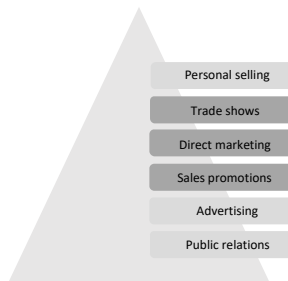 Personal selling
Trade shows
Direct marketing
Sales promotions
Advertising
Public relations